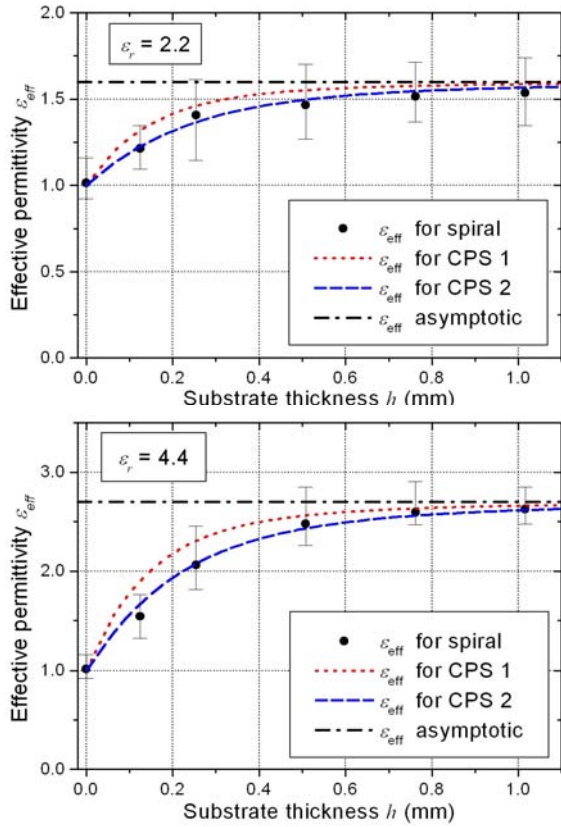 2.0
εr = 2.2
1.5
1.0
0.5
0.0
Effective permittivity εeff
εeff for spiral
εeff for CPS 1
εeff for CPS 2
εeff asymptotic
0.0 0.2 0.4 0.6 0.8 1.0
Substrate thickness h (mm)
εr = 4.4
3.0
2.0
1.0
0.0
Effective permittivity εeff
εeff for spiral
εeff for CPS 1
εeff for CPS 2
εeff asymptotic
0.0 0.2 0.4 0.6 0.8 1.0
Substrate thickness h (mm)